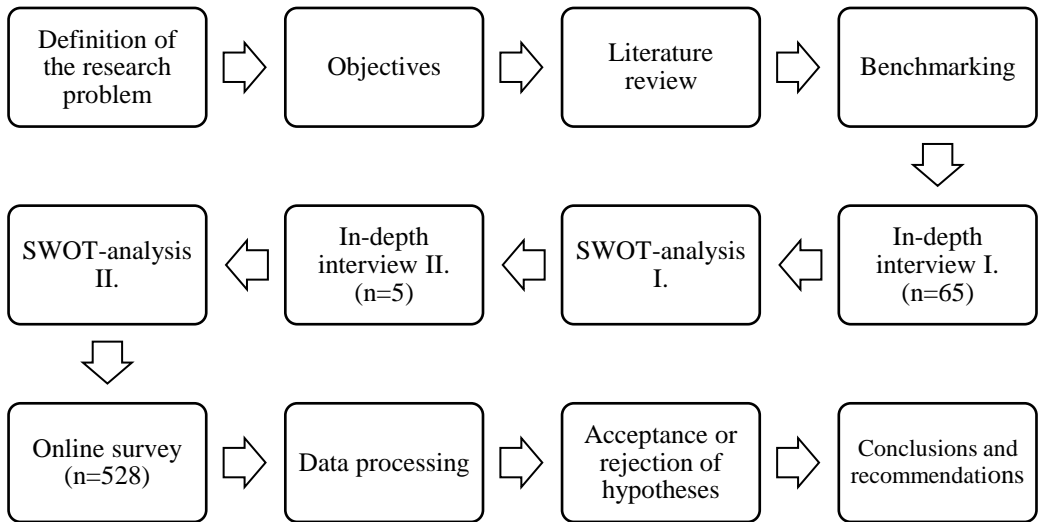 Definition of
the research
problem
Objectives
Literature
review
Benchmarking
In-depth
interview I.
(n=65)
SWOT-analysis
I.
In-depth
interview II.
(n=5)
SWOT-analysis
II.
Online survey
(n=528)
Data processing
Acceptance or
rejection of
hypotheses
Conclusions and
recommendations